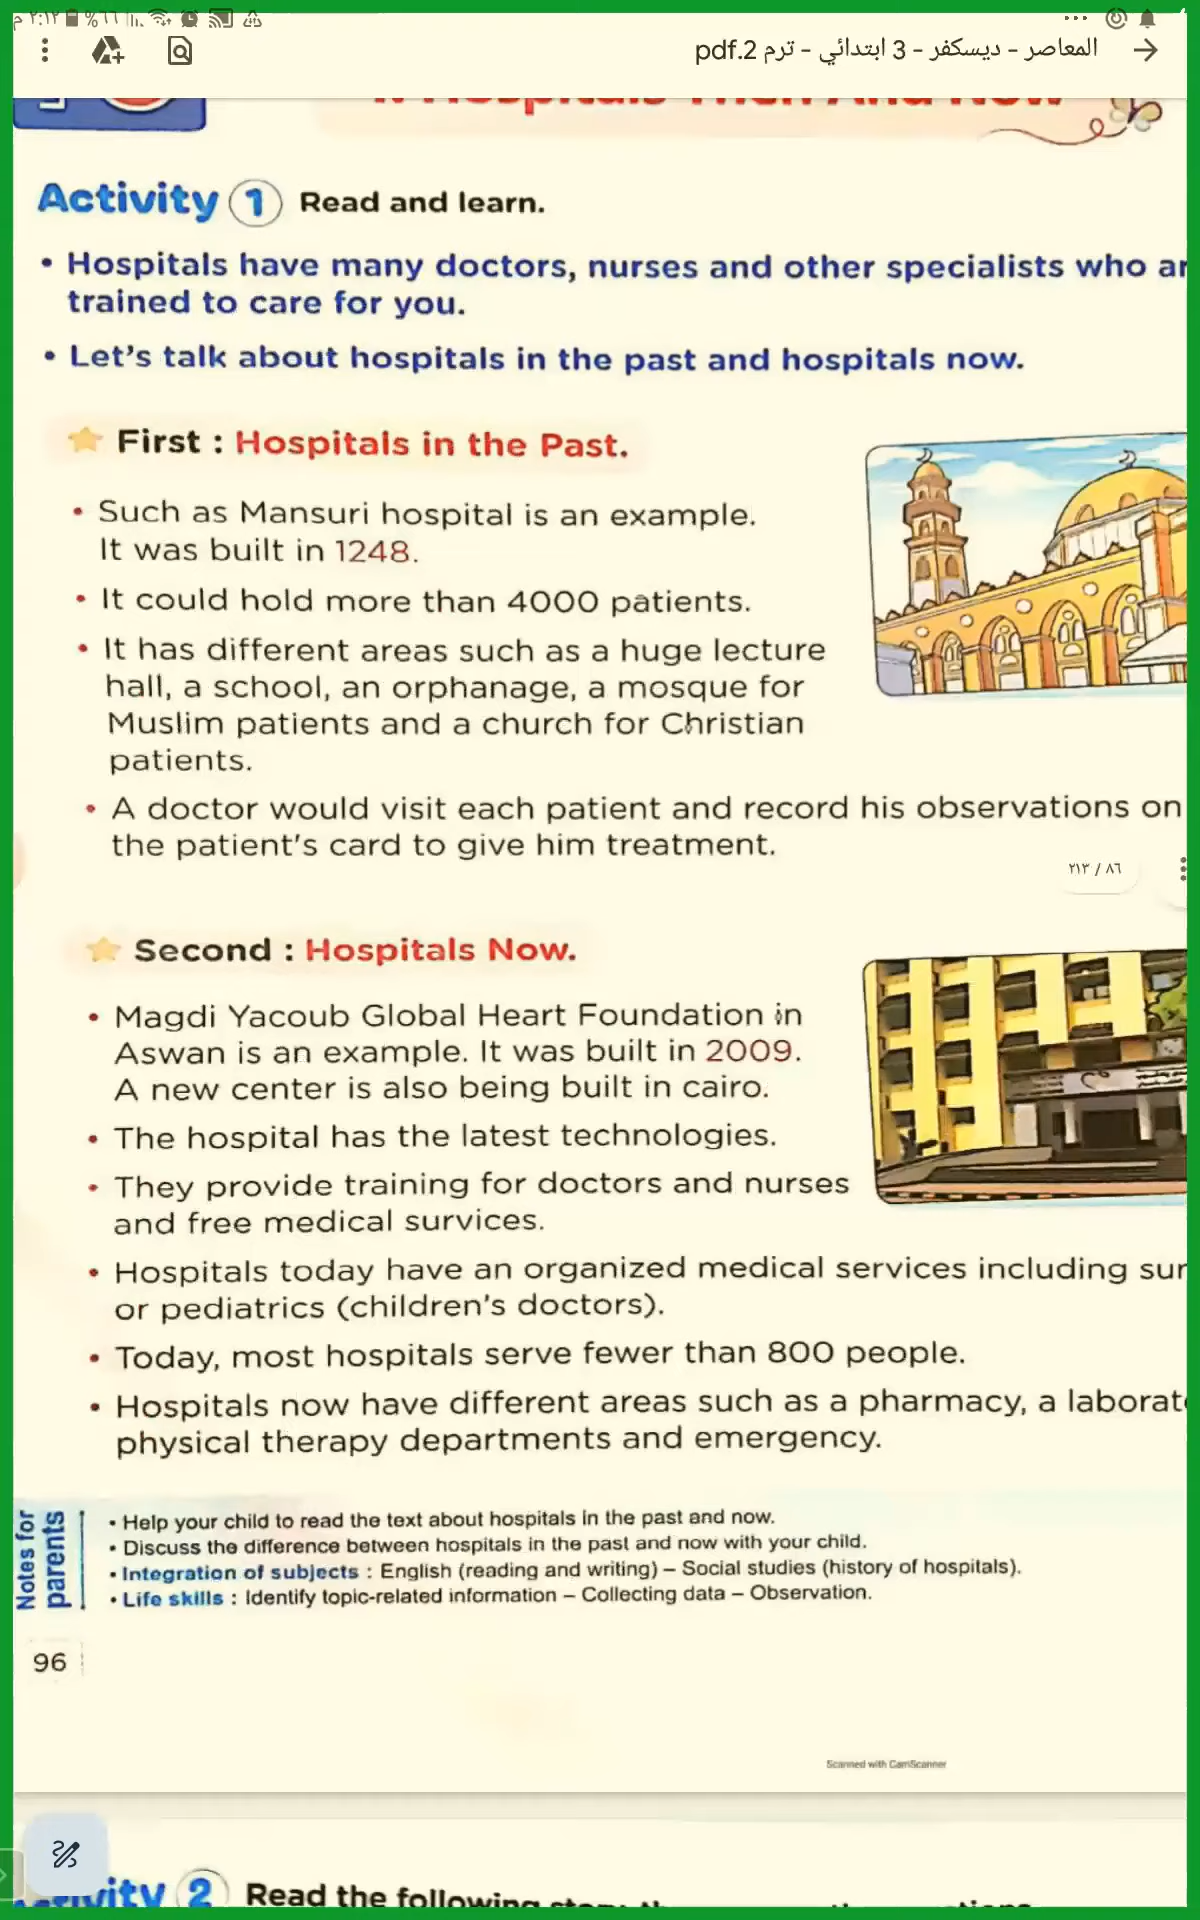 ٢:١٢ م ٦٦%
المعاصر - ديسكفر - 3 ابتدائي - ترم 2.pdf
Hospitals Then And Now
Activity 1 Read and learn.
• Hospitals have many doctors, nurses and other specialists who
trained to care for you.
• Let's talk about hospitals in the past and hospitals now.
First : Hospitals in the Past.
• Such as Mansuri hospital is an example.
It was built in 1248.
• It could hold more than 4000 patients.
• It has different areas such as a huge lecture
hall, a school, an orphanage, a mosque for
Muslim patients and a church for Christian
patients.
• A doctor would visit each patient and record his observations on
the patient's card to give him treatment.
٨٦ / ٢١٣
Second : Hospitals Now.
• Magdi Yacoub Global Heart Foundation in
Aswan is an example. It was built in 2009.
A new center is also being built in cairo.
• The hospital has the latest technologies.
• They provide training for doctors and nurses
and free medical survices.
• Hospitals today have an organized medical services including
or pediatrics (children's doctors).
• Today, most hospitals serve fewer than 800 people.
• Hospitals now have different areas such as a pharmacy, a
physical therapy departments and emergency.
Notes for
parents
• Help your child to read the text about hospitals in the past and now.
• Discuss the difference between hospitals in the past and now with your child.
• Integration of subjects : English (reading and writing) – Social studies (history of hospitals).
• Life skills : Identify topic-related information – Collecting data – Observation.
96
Scanned with CamScanner
Activity 2 Read the following